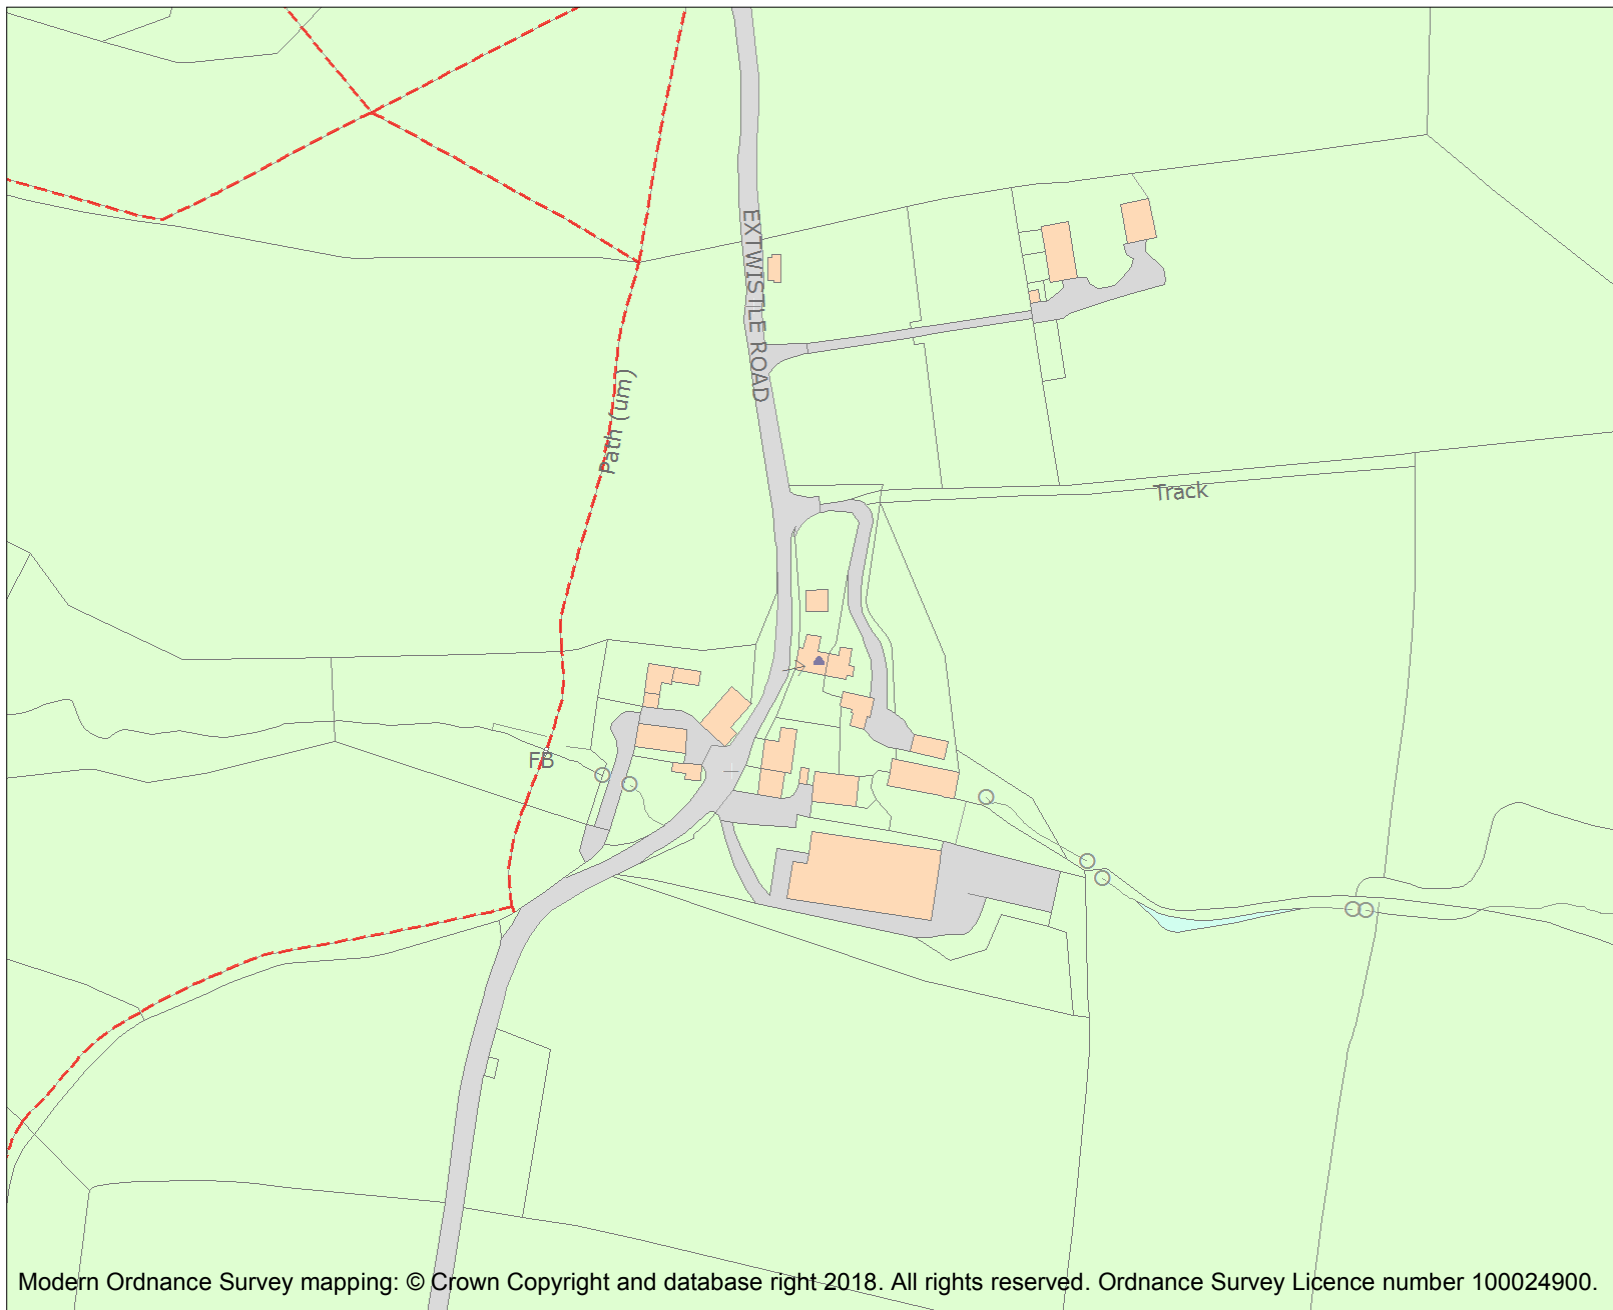 EXTWISTLE ROAD
Path (um)
Track
FB
Modern Ordnance Survey mapping: © Crown Copyright and database right 2018. All rights reserved. Ordnance Survey Licence number 100024900.